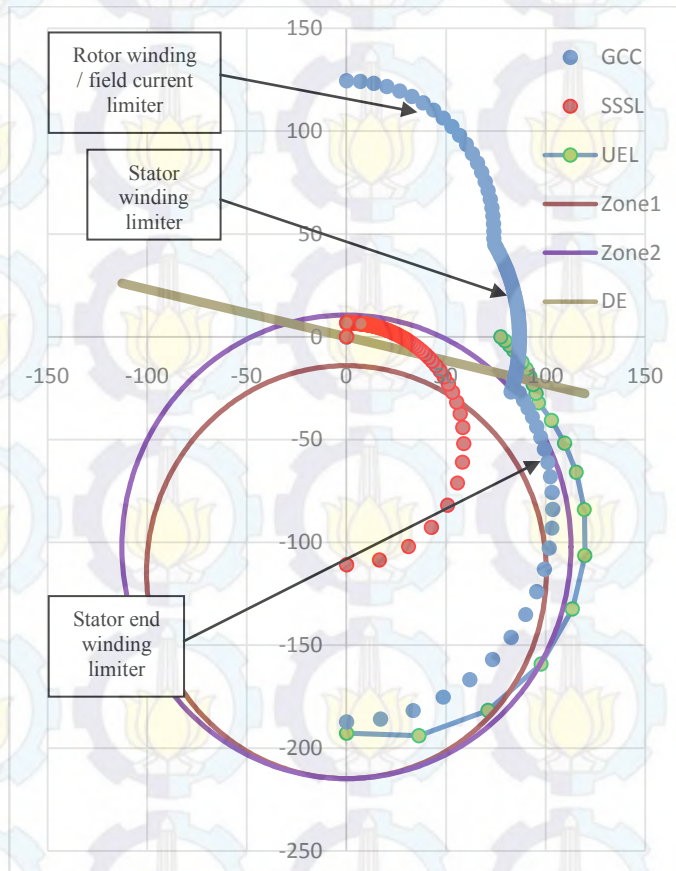 150
Rotor winding
/ field current
limiter
GCC
SSSL
100
UEL
Stator
winding
limiter
Zone1
50
Zone2
DE
0
-150
-100
-50
0
50
100
150
-50
-100
Stator end
winding
limiter
-150
-200
-250